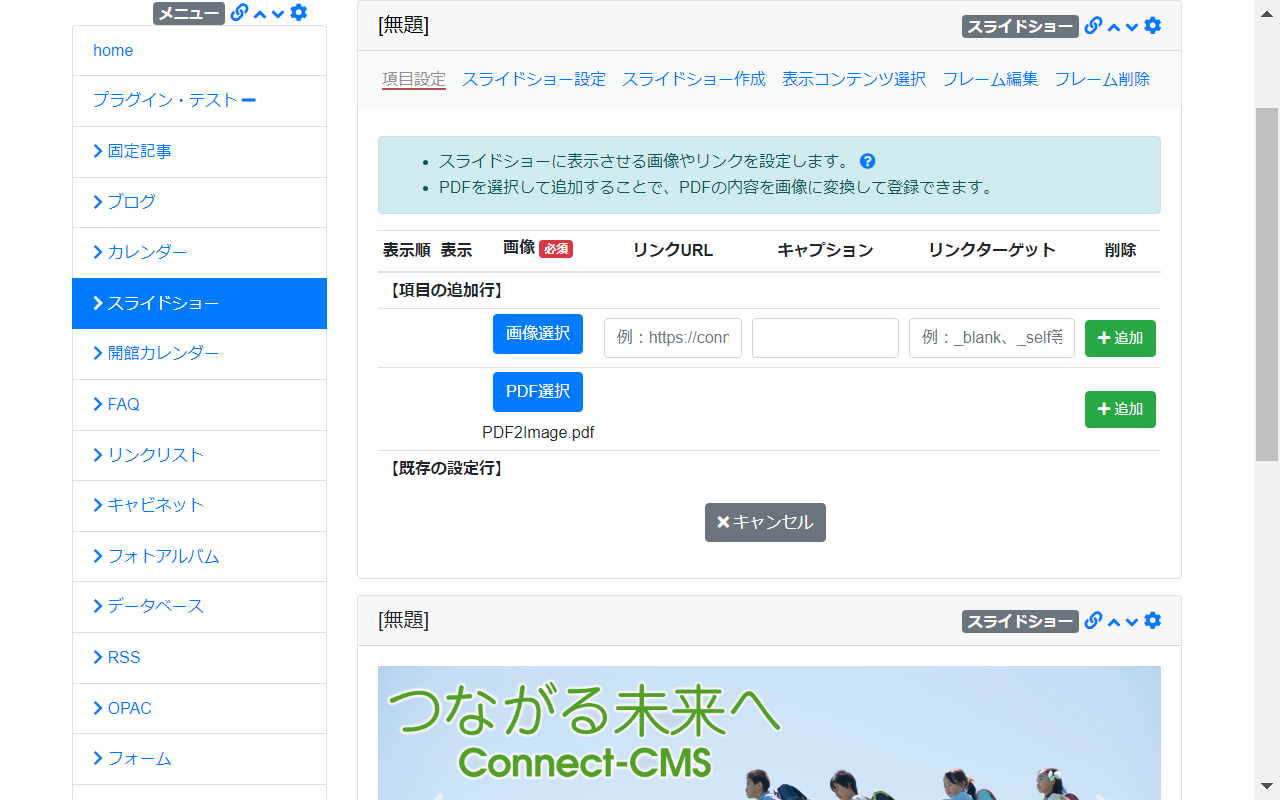 メニュー
home
プラグイン・テスト
固定記事
ブログ
カレンダー
スライドショー
開館カレンダー
FAQ
リンクリスト
キャビネット
フォトアルバム
データベース
RSS
OPAC
フォーム
[無題]
スライドショー
項目設定 スライドショー設定 スライドショー作成 表示コンテンツ選択 フレーム編集 フレーム削除
スライドショーに表示させる画像やリンクを設定します。
PDFを選択して追加することで、PDFの内容を画像に変換して登録できます。
表示順 表示 画像 必須 リンクURL キャプション リンクターゲット 削除
【項目の追加行】
画像選択 例：https://conn 例：_blank、_self等 追加
PDF選択 追加
PDF2Image.pdf
【既存の設定行】
キャンセル
[無題]
スライドショー
つながる未来へ
Connect-CMS